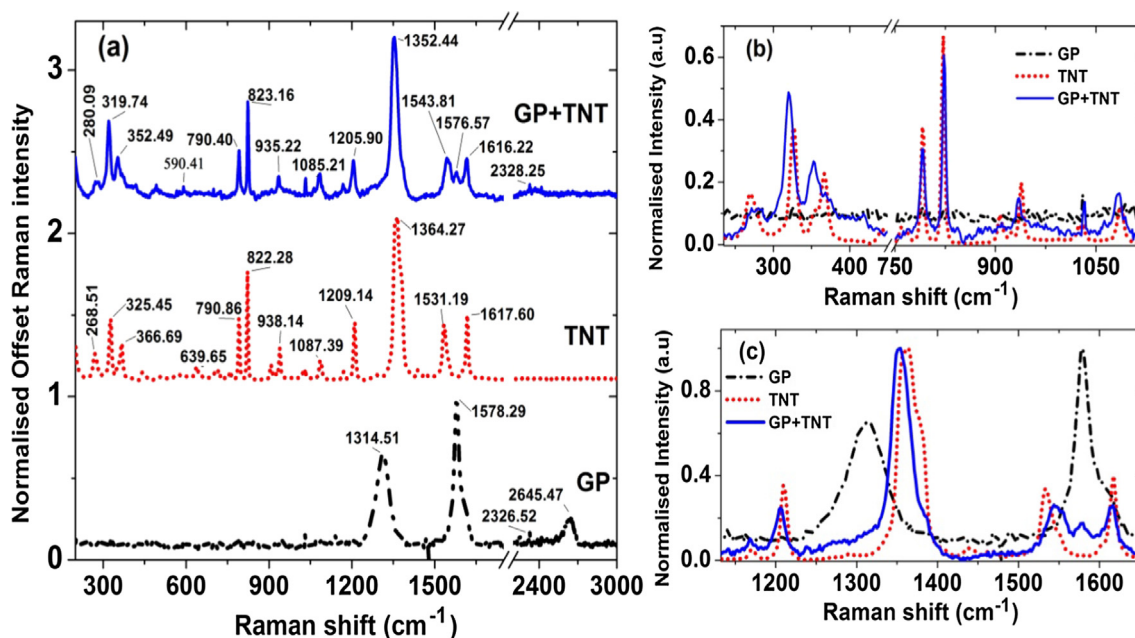 (a)
Normalised Offset Raman intensity
3
2
1
0
280.09
319.74
352.49
590.41
790.40
823.16
935.22
1085.21
1205.90
1352.44
1543.81
1576.57
1616.22
2328.25
GP+TNT
268.51
325.45
366.69
639.65
790.86
822.28
938.14
1087.39
1209.14
1364.27
1531.19
1617.60
TNT
1314.51
1578.29
2326.52
2645.47
GP
300 600 900 1200 1500 2400 3000
Raman shift (cm-1)
(b)
Normalised Intensity (a.u)
0.6
0.4
0.2
0.0
GP
TNT
GP+TNT
300 400 750 900 1050
Raman shift (cm-1)
(c)
Normalised Intensity (a.u)
0.8
0.4
0.0
GP
TNT
GP+TNT
1200 1300 1400 1500 1600
Raman shift (cm-1)